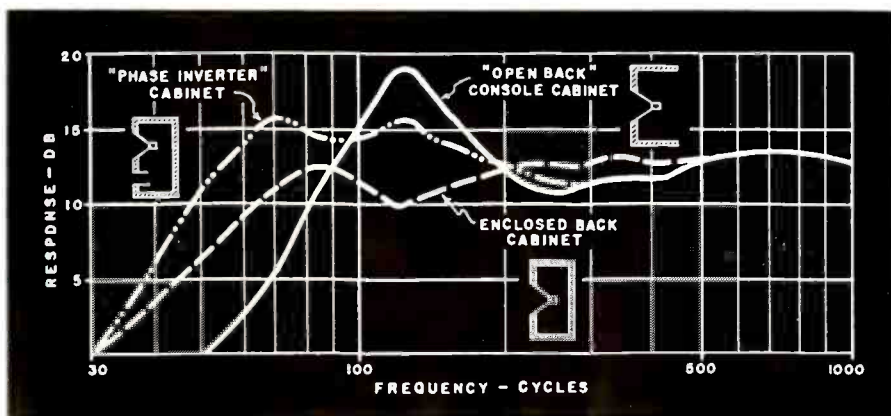 20
"PHASE INVERTER"
CABINET
"OPEN BACK"
CONSOLE CABINET
15
10
ENCLOSED BACK
CABINET
5
RESPONSE – DB
30
100
500
1000
FREQUENCY – CYCLES